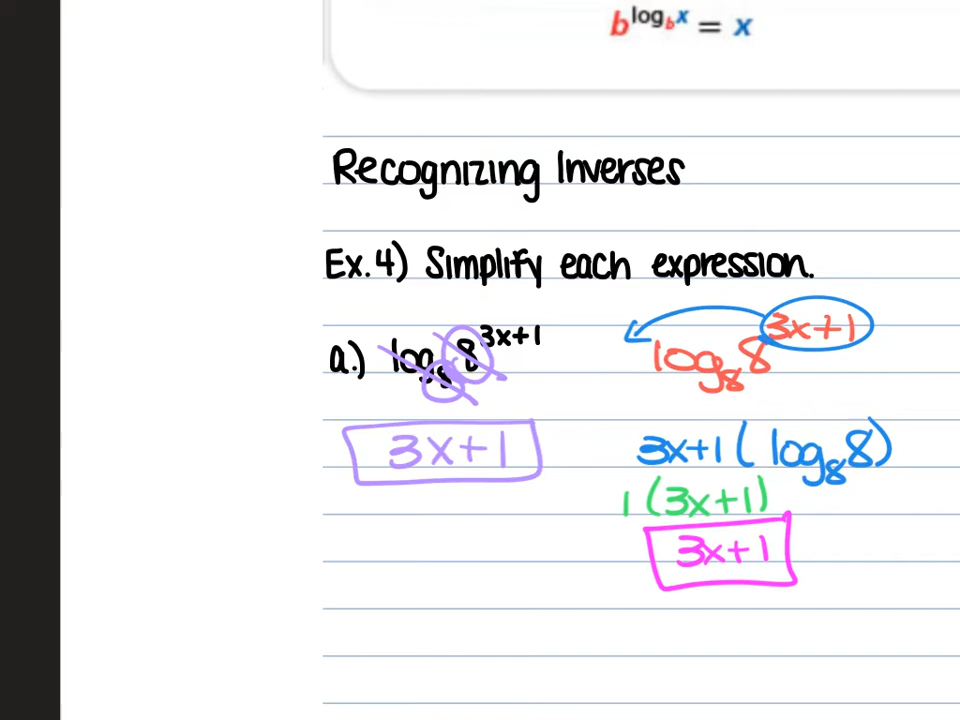 b^log_b x = x
Recognizing Inverses
Ex.4) Simplify each expression.
a.) log_8 8^3x+1
3x+1
log_8 8^3x+1
3x+1 ( log_8 8)
1 (3x+1)
3x+1